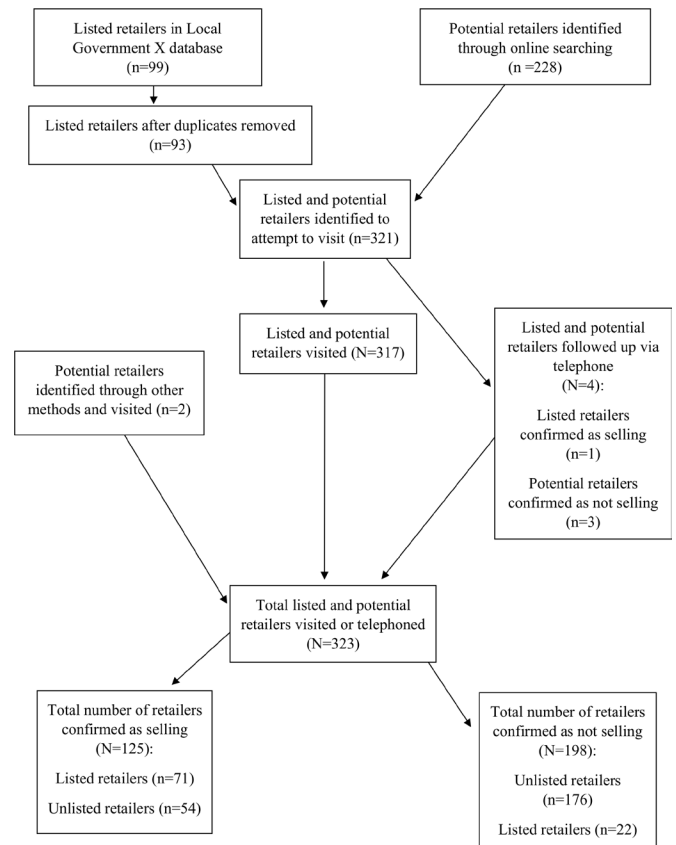 Listed retailers in Local
Government X database
(n=99)
Potential retailers identified
through online searching
(n =228)
Listed retailers after duplicates removed
(n=93)
Listed and potential
retailers identified to
attempt to visit (n=321)
Listed and potential
retailers visited (N=317)
Listed and potential
retailers followed up via
telephone
(N=4):
Listed retailers
confirmed as selling
(n=1)
Potential retailers
confirmed as not selling
(n=3)
Potential retailers
identified through other
methods and visited (n=2)
Total listed and potential
retailers visited or telephoned
(N=323)
Total number of retailers
confirmed as selling
(N=125):
Listed retailers (n=71)
Unlisted retailers (n=54)
Total number of retailers
confirmed as not selling
(N=198):
Unlisted retailers
(n=176)
Listed retailers (n=22)